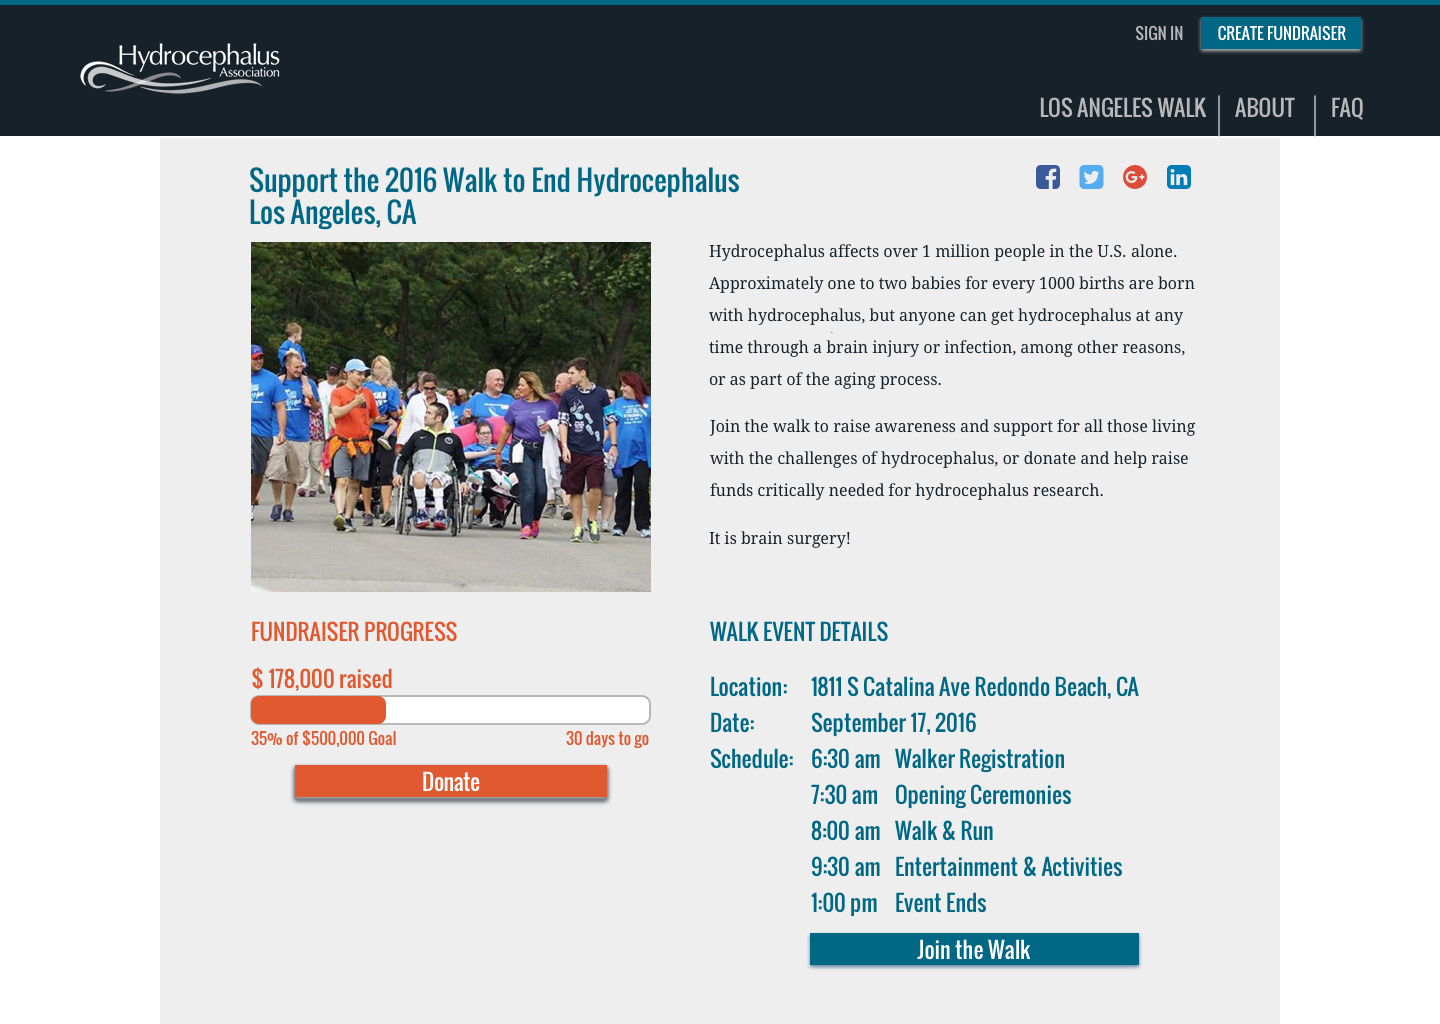 Hydrocephalus
Association
SIGN IN
CREATE FUNDRAISER
LOS ANGELES WALK
ABOUT
FAQ
Support the 2016 Walk to End Hydrocephalus
Los Angeles, CA
Hydrocephalus affects over 1 million people in the U.S. alone.
Approximately one to two babies for every 1000 births are born
with hydrocephalus, but anyone can get hydrocephalus at any
time through a brain injury or infection, among other reasons,
or as part of the aging process.
Join the walk to raise awareness and support for all those living
with the challenges of hydrocephalus, or donate and help raise
funds critically needed for hydrocephalus research.
It is brain surgery!
FUNDRAISER PROGRESS
$ 178,000 raised
35% of $500,000 Goal
30 days to go
Donate
WALK EVENT DETAILS
Location: 1811 S Catalina Ave Redondo Beach, CA
Date: September 17, 2016
Schedule: 6:30 am Walker Registration
7:30 am Opening Ceremonies
8:00 am Walk & Run
9:30 am Entertainment & Activities
1:00 pm Event Ends
Join the Walk